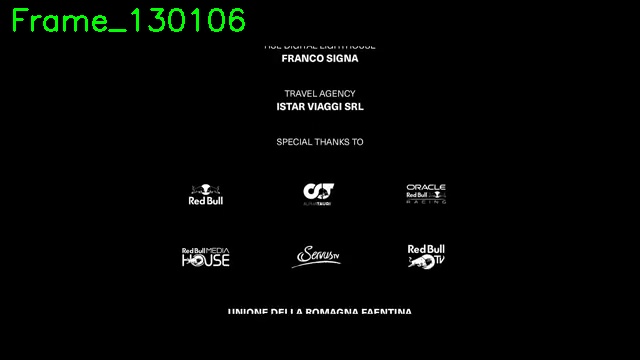 Frame_130106
FRANCO SIGNA
TRAVEL AGENCY
ISTAR VIAGGI SRL
SPECIAL THANKS TO
Red Bull
ALPHATAURI
ORACLE
Red Bull
RACING
Red Bull MEDIA
HOUSE
ServusTV
Red Bull
TV
UNIONE DELLA ROMAGNA FAENTINA